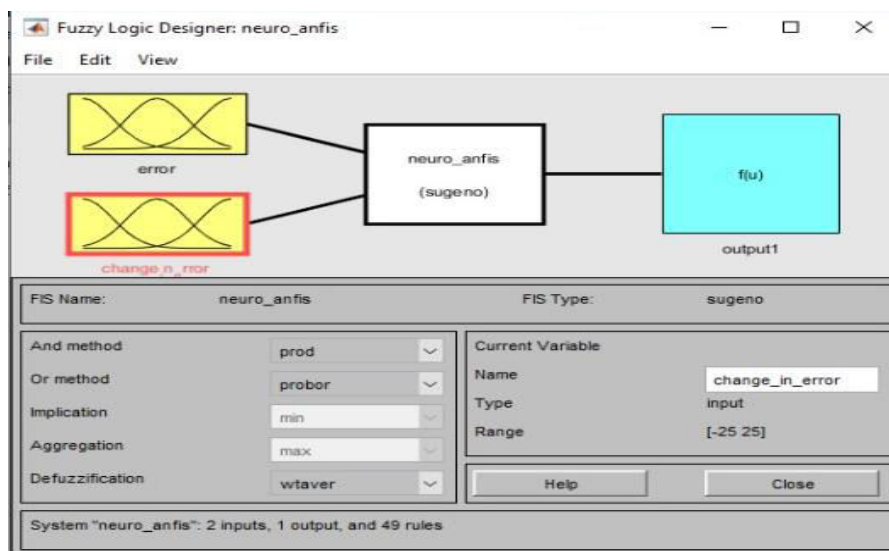 Fuzzy Logic Designer: neuro_anfis
File Edit View
error
neuro_anfis
(sugeno)
f(u)
output1
change_n_rror
FIS Name: neuro_anfis FIS Type: sugeno
And method prod
Or method probor
Implication min
Aggregation max
Defuzzification wtaver
Current Variable
Name change_in_error
Type input
Range [-25 25]
Help Close
System "neuro_anfis": 2 inputs, 1 output, and 49 rules